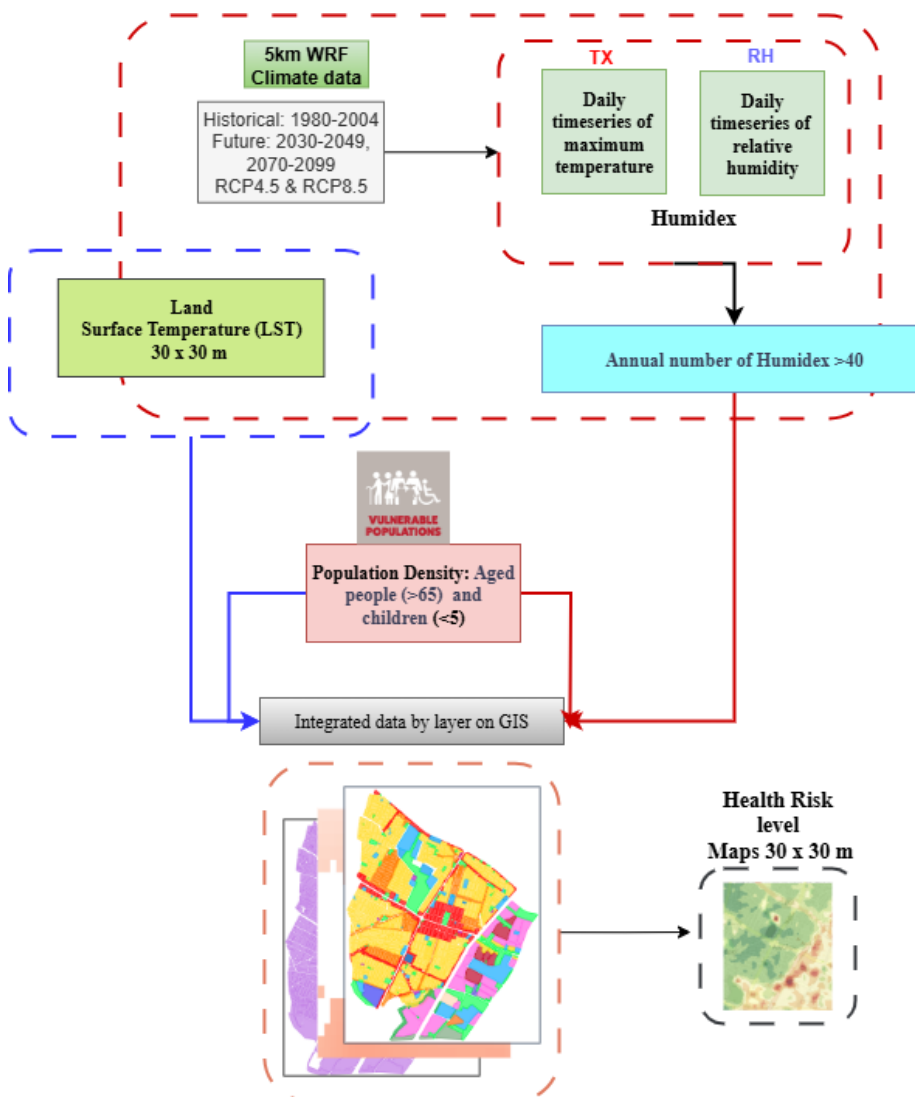 5km WRF
Climate data
Historical: 1980-2004
Future: 2030-2049,
2070-2099
RCP4.5 & RCP8.5
TX
RH
Daily
timeseries of
maximum
temperature
Daily
timeseries of
relative
humidity
Humidex
Land
Surface Temperature (LST)
30 x 30 m
Annual number of Humidex >40
VULNERABLE
POPULATIONS
Population Density: Aged
people (>65) and
children (<5)
Integrated data by layer on GIS
Health Risk
level
Maps 30 x 30 m